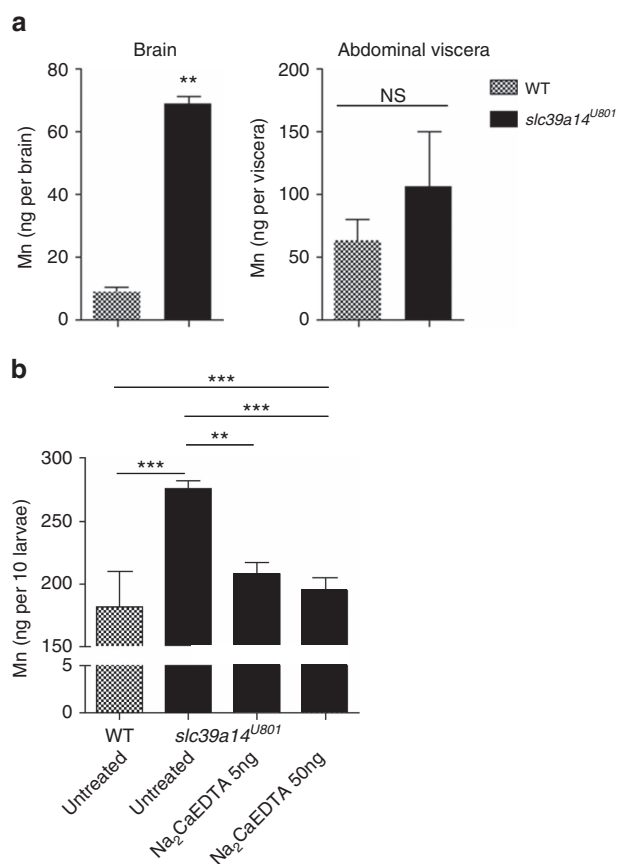 a
Brain
Mn (ng per brain)
80
60
40
20
0
**
Abdominal viscera
Mn (ng per viscera)
200
150
100
50
0
NS
WT
slc39a14U801
b
***
***
**
***
Mn (ng per 10 larvae)
300
250
200
150
5
0
WT
slc39a14U801
Untreated
Untreated
Na2CaEDTA 5ng
Na2CaEDTA 50ng